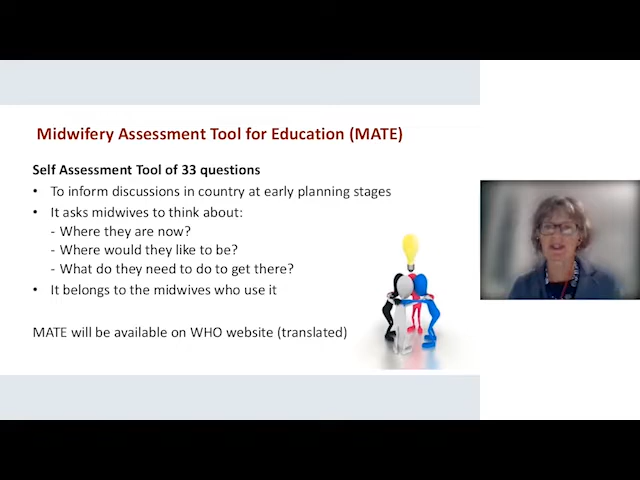 Midwifery Assessment Tool for Education (MATE)
Self Assessment Tool of 33 questions
• To inform discussions in country at early planning stages
• It asks midwives to think about:
- Where they are now?
- Where would they like to be?
- What do they need to do to get there?
• It belongs to the midwives who use it
MATE will be available on WHO website (translated)